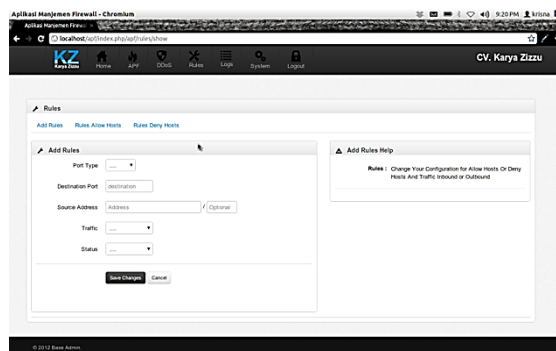 Aplikasi Manjemen Firewall - Chromium
9:20 PM krisna
Aplikasi Manjemen Firewall
localhost/apf/index.php/apf/rules/show
KZ
Karya Zizzu
Home
APF
DDoS
Rules
Logs
System
Logout
CV. Karya Zizzu
Rules
Add Rules
Rules Allow Hosts
Rules Deny Hosts
Add Rules
Port Type
....
Destination Port
destination
Source Address
Address
/
Optional
Traffic
....
Status
....
Save Changes
Cancel
Add Rules Help
Rules : Change Your Configuration for Allow Hosts Or Deny
Hosts And Traffic Inbound or Outbound
© 2012 Base Admin.